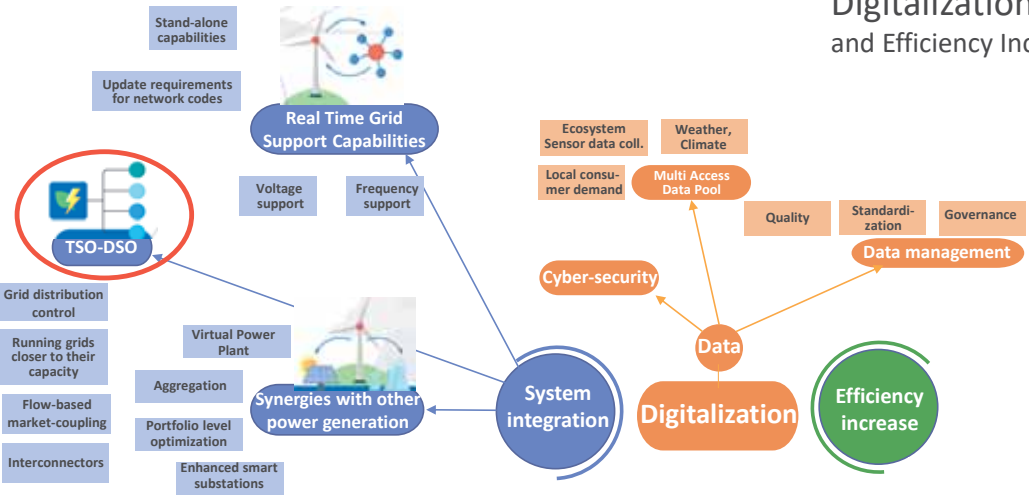 Digitalization
and Efficiency Inc
Stand-alone
capabilities
Update requirements
for network codes
Real Time Grid
Support Capabilities
Voltage
support
Frequency
support
TSO-DSO
Grid distribution
control
Running grids
closer to their
capacity
Flow-based
market-coupling
Interconnectors
Virtual Power
Plant
Aggregation
Portfolio level
optimization
Enhanced smart
substations
Synergies with other
power generation
System
integration
Ecosystem
Sensor data coll.
Weather,
Climate
Local consu-
mer demand
Multi Access
Data Pool
Quality
Standardi-
zation
Governance
Data management
Cyber-security
Data
Digitalization
Efficiency
increase